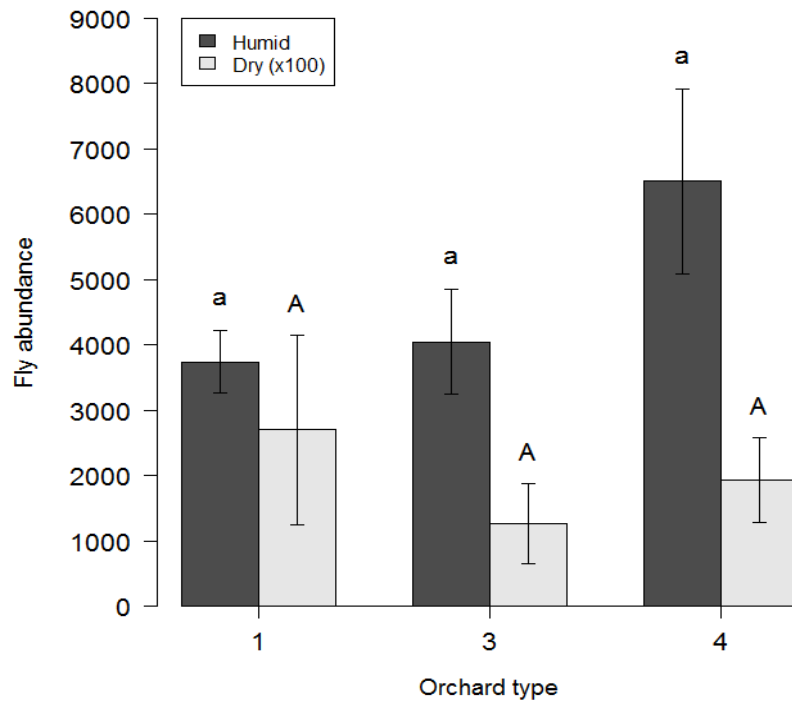 9000
8000
7000
6000
5000
4000
3000
2000
1000
0
Fly abundance
Humid
Dry (x100)
a
A
a
A
a
A
1
3
4
Orchard type